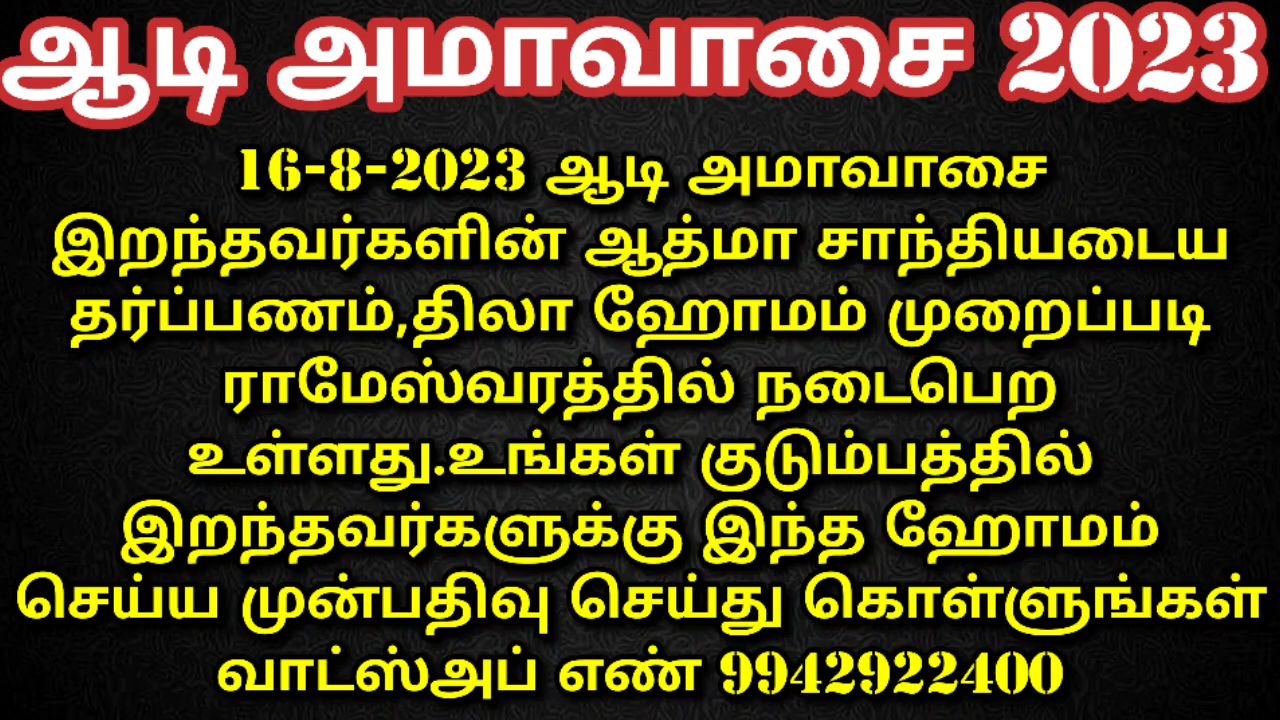 ஆடி அமாவாசை 2023
16-8-2023 ஆடி அமாவாசை
இறந்தவர்களின் ஆத்மா சாந்தியடைய
தர்ப்பணம்,திலா ஹோமம் முறைப்படி
ராமேஸ்வரத்தில் நடைபெற
உள்ளது.உங்கள் குடும்பத்தில்
இறந்தவர்களுக்கு இந்த ஹோமம்
செய்ய முன்பதிவு செய்து கொள்ளுங்கள்
வாட்ஸ்அப் எண் 9942922400